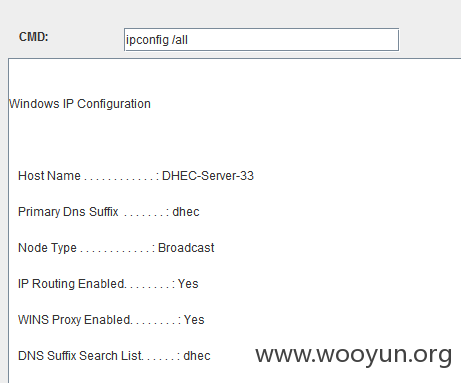 CMD:
ipconfig /all
Windows IP Configuration
Host Name . . . . . . . . . . . . : DHEC-Server-33
Primary Dns Suffix  . . . . . . . : dhec
Node Type . . . . . . . . . . . . : Broadcast
IP Routing Enabled. . . . . . . . : Yes
WINS Proxy Enabled. . . . . . . . : Yes
DNS Suffix Search List. . . . . . : dhec
www.wooyun.org